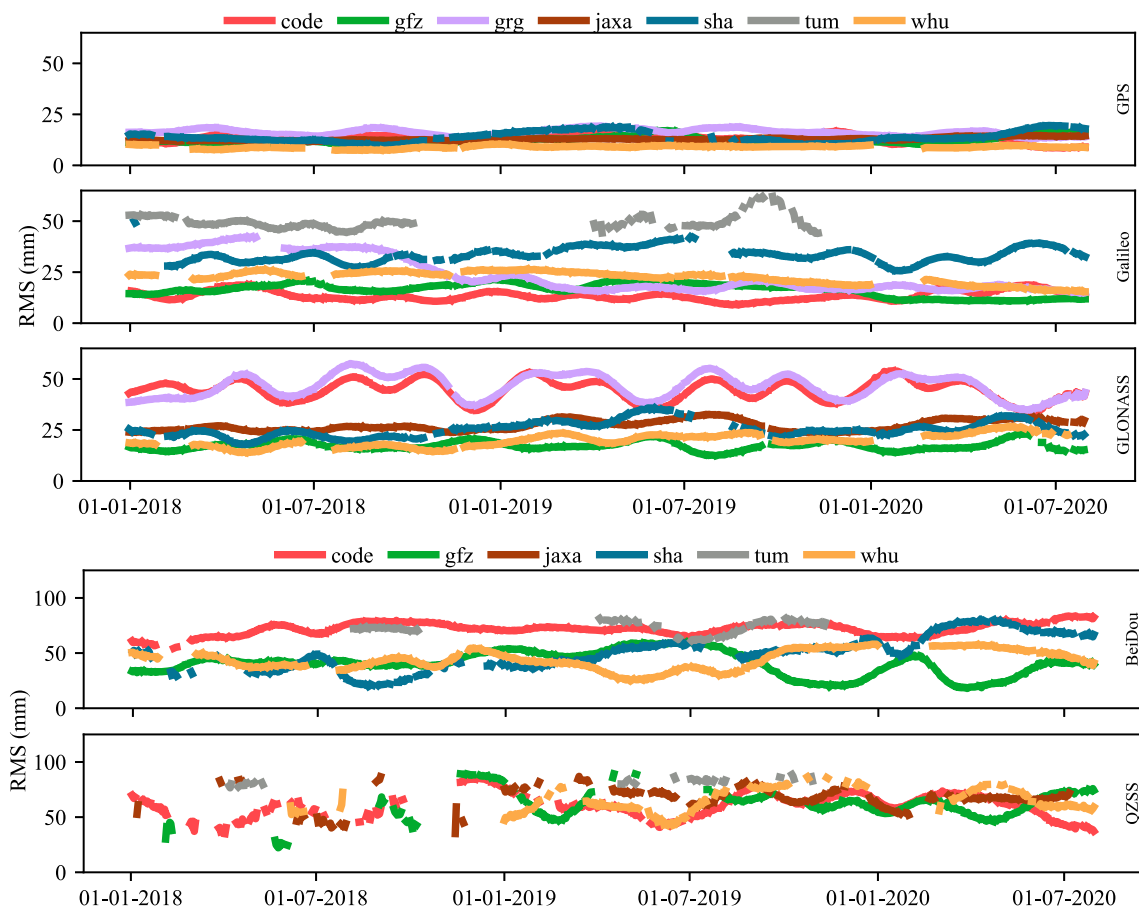 code gfz grg jaxa sha tum whu
50
25
0
GPS
50
25
0
Galileo
RMS (mm)
50
25
0
GLONASS
01-01-2018 01-07-2018 01-01-2019 01-07-2019 01-01-2020 01-07-2020
code gfz jaxa sha tum whu
100
50
0
BeiDou
RMS (mm)
100
50
0
QZSS
01-01-2018 01-07-2018 01-01-2019 01-07-2019 01-01-2020 01-07-2020